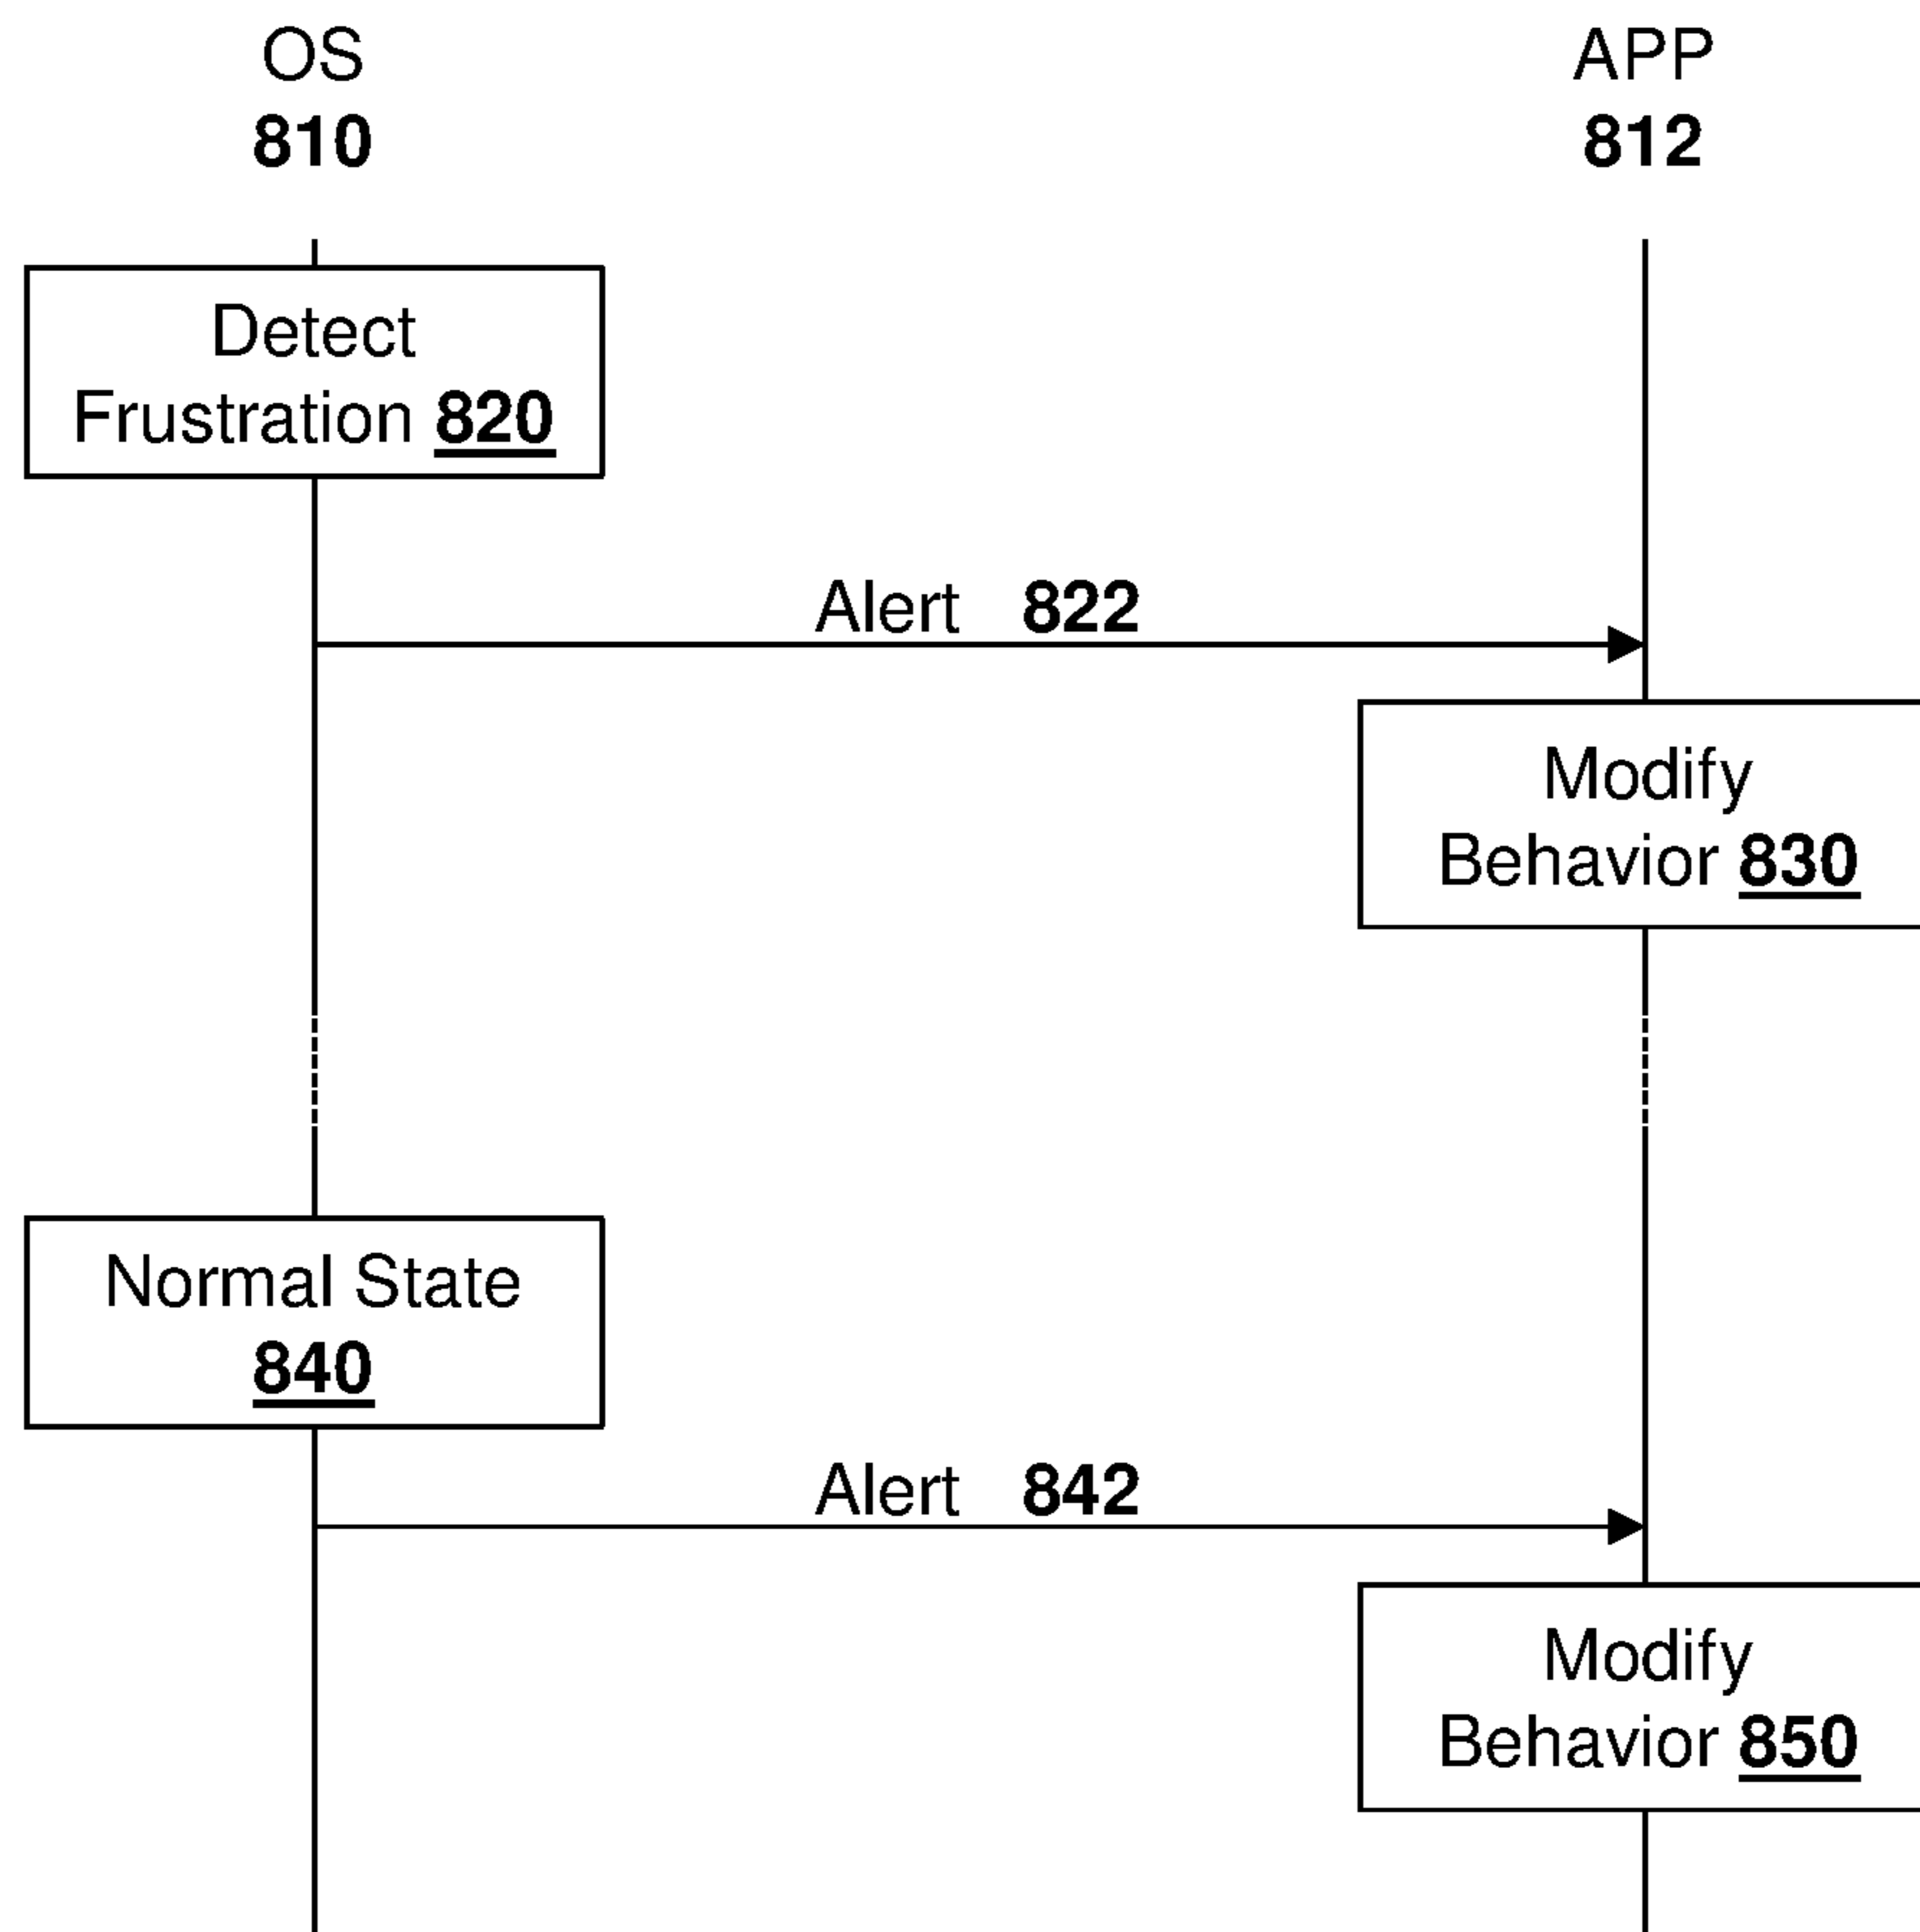 OS
810
APP
812
Detect
Frustration 820
Alert 822
Modify
Behavior 830
Normal State
840
Alert 842
Modify
Behavior 850